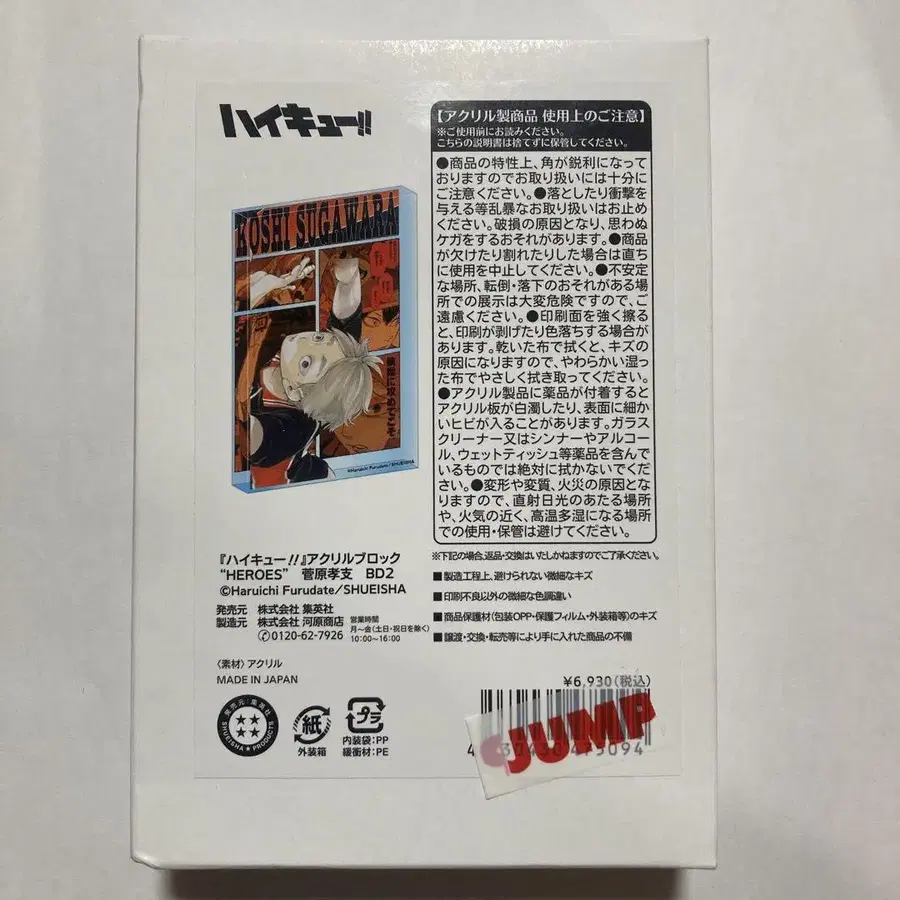 ハイキュー!!
KOSHI SUGAWARA
©Haruichi Furudate/SHUEISHA
『ハイキュー!!』アクリルブロック
“HEROES” 菅原孝支 BD2
©Haruichi Furudate/SHUEISHA
発売元 株式会社 集英社
製造元 株式会社 河原商店
0120-62-7926
営業時間
月〜金(土日・祝日を除く)
10:00〜16:00
〈素材〉アクリル
MADE IN JAPAN
発売元:集英社
SHUEISHA PRODUCTS
紙
外装箱
プラ
内装袋:PP
緩衝材:PE
【アクリル製商品 使用上のご注意】
※ご使用前にお読みください。
こちらの説明書は捨てずに保管してください。
●商品の特性上、角が鋭利になって
おりますのでお取り扱いには十分に
ご注意ください。●落としたり衝撃を
与える等乱暴なお取り扱いはお止め
ください。破損の原因となり、思わぬ
ケガをするおそれがあります。●商品
が欠けたり割れたりした場合は直ち
に使用を中止してください。●不安定
な場所、転倒・落下のおそれがある場
所での展示は大変危険ですので、ご
遠慮ください。●印刷面を強く擦る
と、印刷が剥げたり色落ちする場合が
あります。乾いた布で拭くと、キズの
原因になりますので、やわらかい湿っ
た布でやさしく拭き取ってください。
●アクリル製品に薬品が付着すると
アクリル板が白濁したり、表面に細か
いヒビが入ることがあります。ガラス
クリーナー又はシンナーやアルコー
ル、ウェットティッシュ等薬品を含んで
いるものでは絶対に拭かないでくだ
さい。●変形や変質、火災の原因とな
りますので、直射日光のあたる場所
や、火気の近く、高温多湿になる場所
での使用・保管は避けてください。
※下記の場合、返品・交換はいたしかねますのでご了承ください。
■製造工程上、避けられない微細なキズ
■印刷不良以外の微細な色調違い
■商品保護材(包装OPP・保護フィルム・外装箱等)のキズ
■譲渡・交換・転売等により手に入れた商品の不備
¥6,930(税込)
JUMP